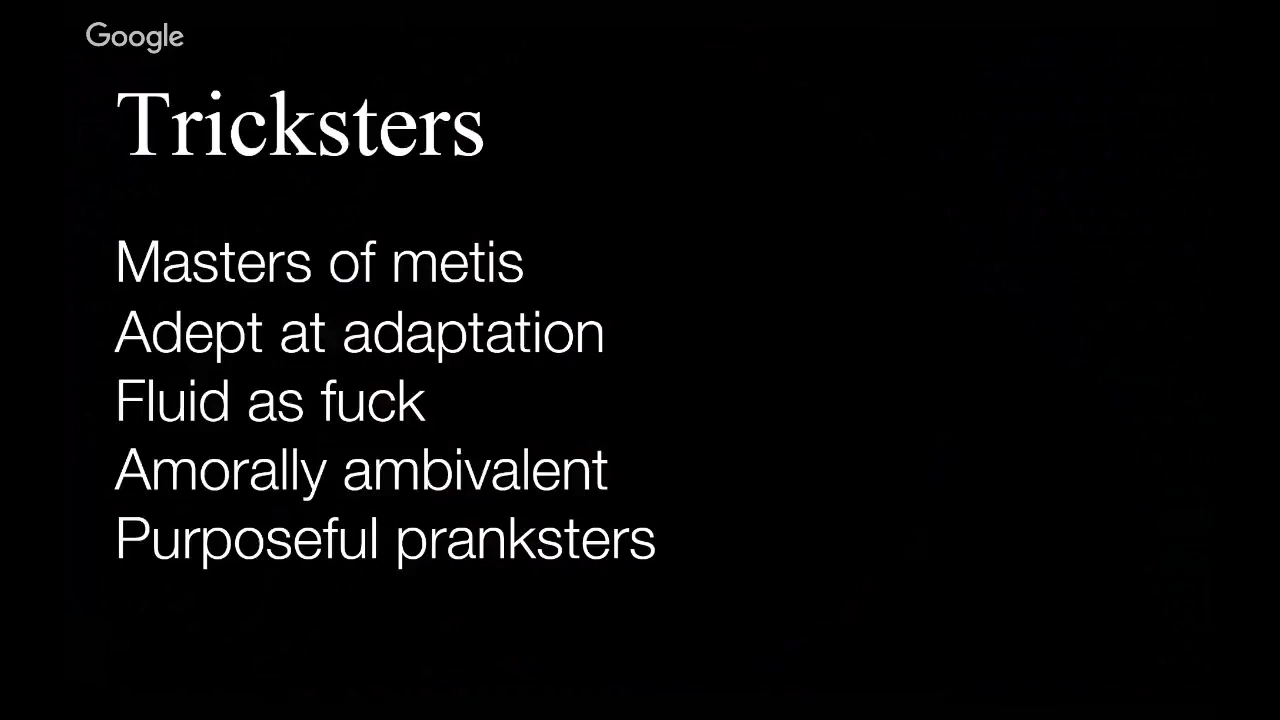 Google
Tricksters
Masters of metis
Adept at adaptation
Fluid as fuck
Amorally ambivalent
Purposeful pranksters